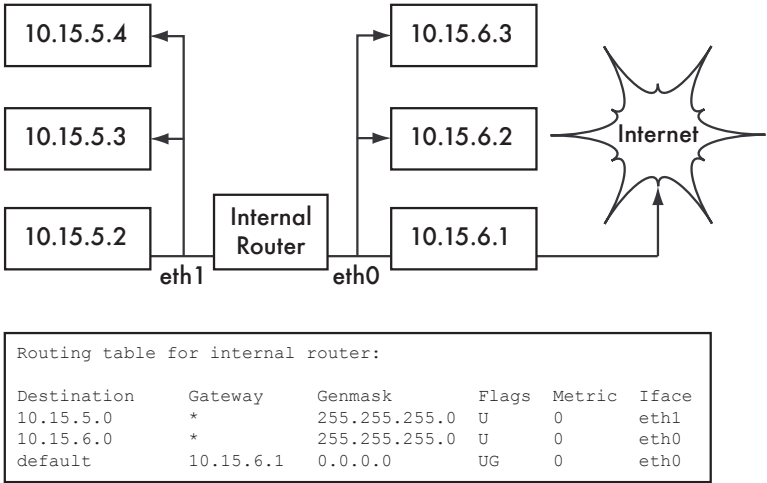 10.15.5.4
10.15.6.3
10.15.5.3
10.15.6.2
Internet
10.15.5.2
Internal
Router
10.15.6.1
eth1
eth0
Routing table for internal router:
Destination Gateway Genmask Flags Metric Iface
10.15.5.0 * 255.255.255.0 U 0 eth1
10.15.6.0 * 255.255.255.0 U 0 eth0
default 10.15.6.1 0.0.0.0 UG 0 eth0